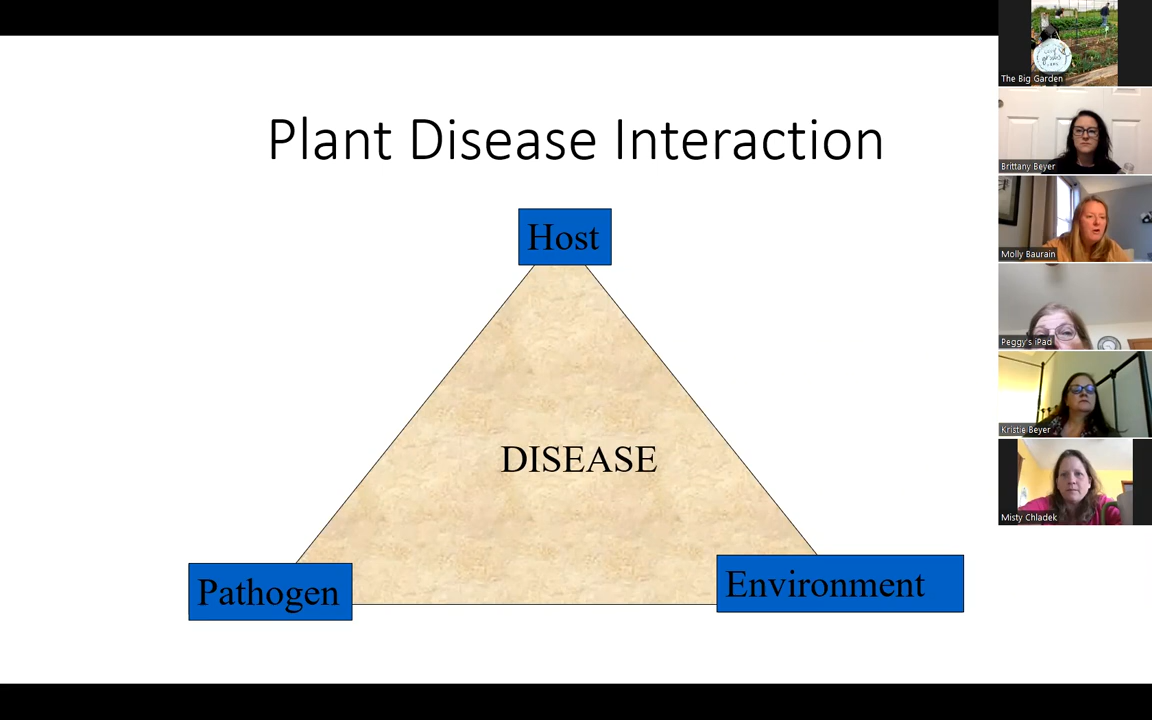 Plant Disease Interaction
Host
DISEASE
Pathogen
Environment
The Big Garden
Brittany Beyer
Molly Baurain
Peggy's iPad
Kristie Beyer
Misty Chladek